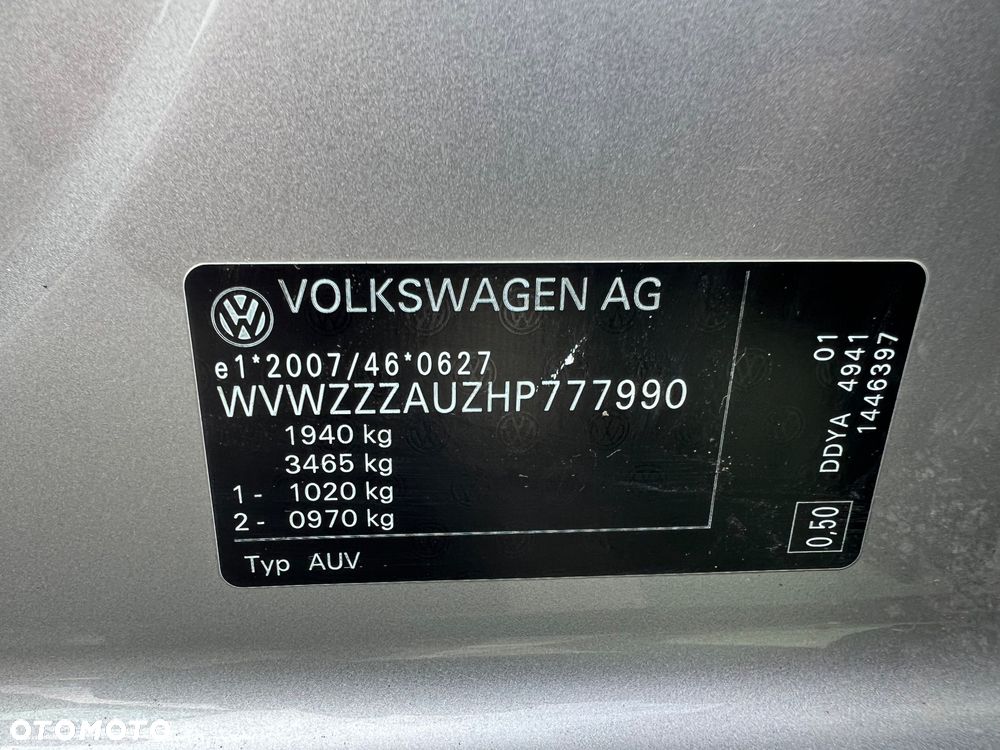 VOLKSWAGEN AG
e1*2007/46*0627
WVWZZZAUZHP777990
1940 kg
3465 kg
1 - 1020 kg
2 - 0970 kg
Typ AUV
01
DDYA 4941
1446397
0,50
OTOMOTO